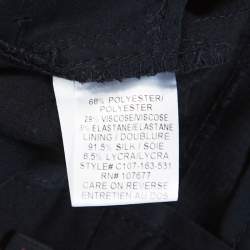 68% POLYESTER/
POLYESTER
29% VISCOSE/VISCOSE
3% ELASTANE/ELASTANE
LINING / DOUBLURE
91.5% SILK / SOIE
8.5% LYCRA/LYCRA
STYLE# C107-163-531
RN# 107677
CARE ON REVERSE
ENTRETIEN AU DOS